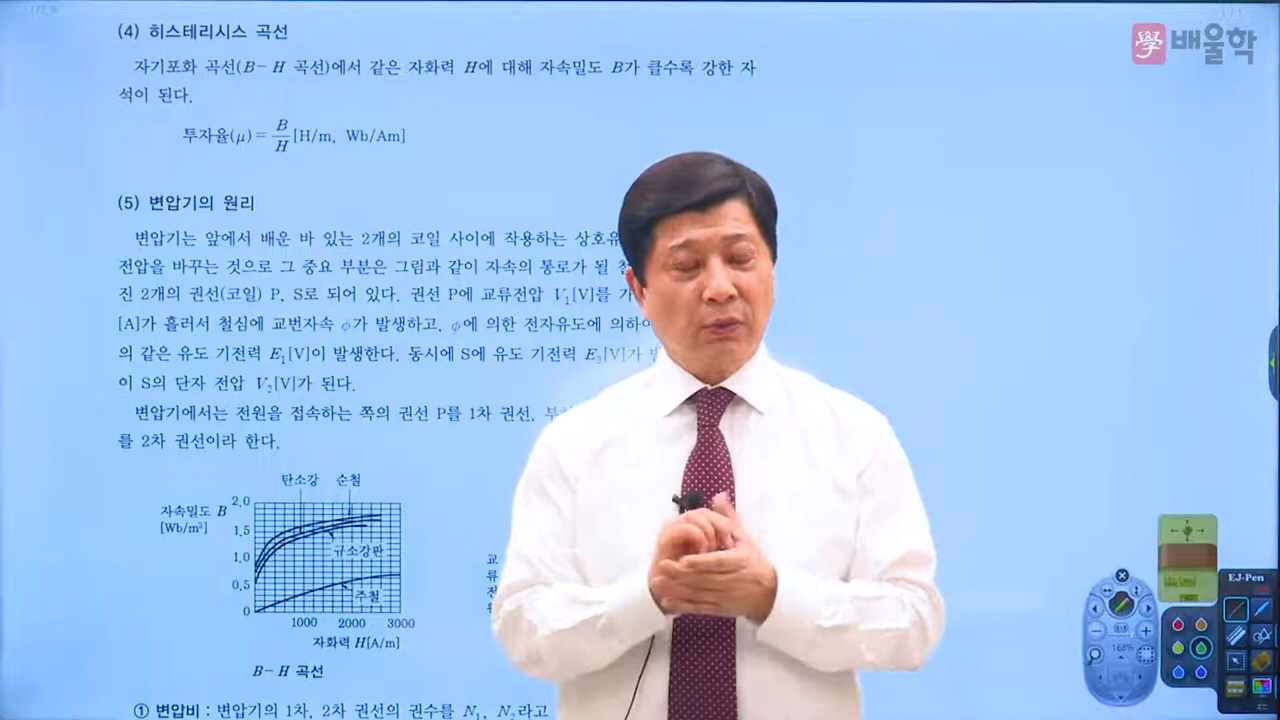 (4) 히스테리시스 곡선
學 배울학
자기포화 곡선(B-H 곡선)에서 같은 자화력 H에 대해 자속밀도 B가 클수록 강한 자
석이 된다.
투자율(μ)= B/H [H/m, Wb/Am]
(5) 변압기의 원리
변압기는 앞에서 배운 바 있는 2개의 코일 사이에 작용하는 상호유
전압을 바꾸는 것으로 그 중요 부분은 그림과 같이 자속의 통로가 될
진 2개의 권선(코일) P, S로 되어 있다. 권선 P에 교류전압 V₁[V]를 가
[A]가 흘러서 철심에 교번자속 φ가 발생하고, φ에 의한 전자유도에 의하여
의 같은 유도 기전력 E₁[V]이 발생한다. 동시에 S에 유도 기전력 E₂[V]가
이 S의 단자 전압 V₂[V]가 된다.
변압기에서는 전원을 접속하는 쪽의 권선 P를 1차 권선,
를 2차 권선이라 한다.
탄소강 순철
자속밀도 B
[Wb/m²]
2,0
1,5
1,0
0,5
0
규소강판
주철
1000 2000 3000
자화력 H[A/m]
B-H 곡선
교
류
전
① 변압비 : 변압기의 1차, 2차 권선의 권수를 N₁, N₂라고
EJ-Pen
168%